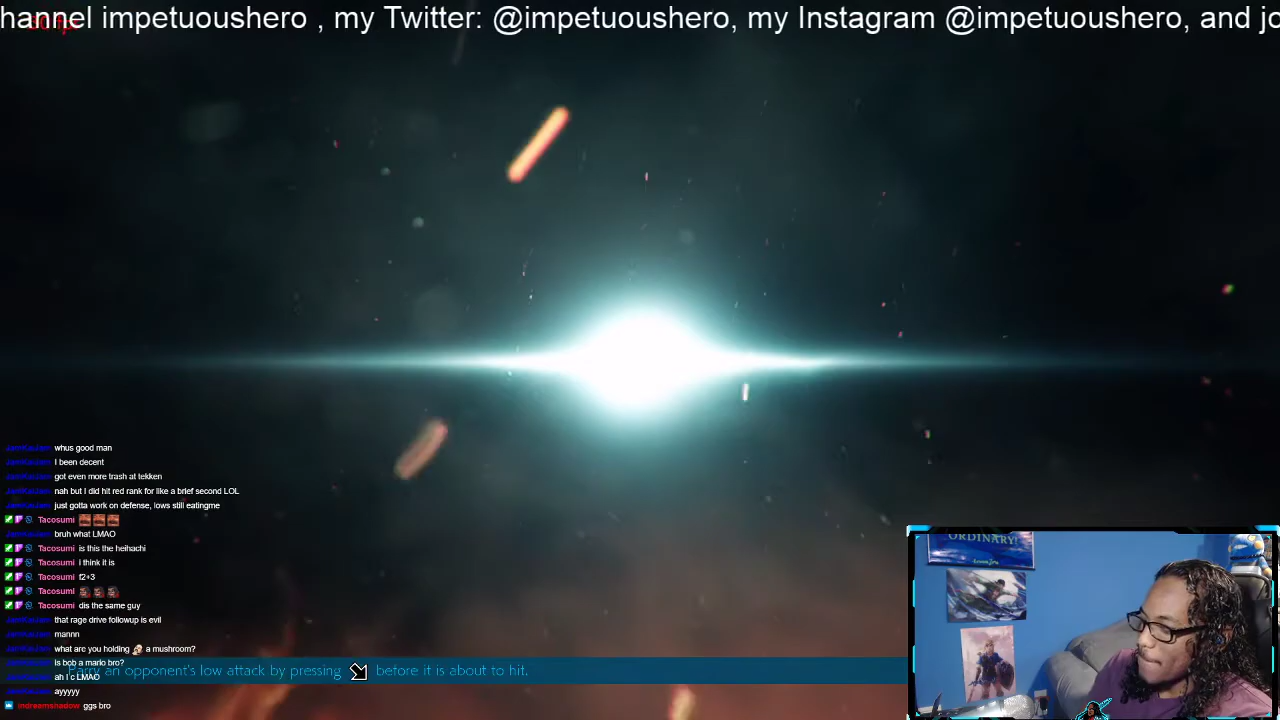 hannel impetuoushero , my Twitter: @impetuoushero, my Instagram @impetuoushero, and jo
whus good man
I been decent
got even more trash at tekken
nah but I did hit red rank for like a brief second LOL
just gotta work on defense, lows still eatingme
Tacosumi
bruh what LMAO
Tacosumi is this the heihachi
Tacosumi i think it is
Tacosumi f2+3
Tacosumi
Tacosumi dis the same guy
that rage drive followup is evil
mannn
what are you holding a mushroom?
Is bob a mario bro?
Parry an opponent's low attack by pressing before it is about to hit.
ah I c LMAO
ayyyyy
indreamshadow ggs bro
ORDINARY!